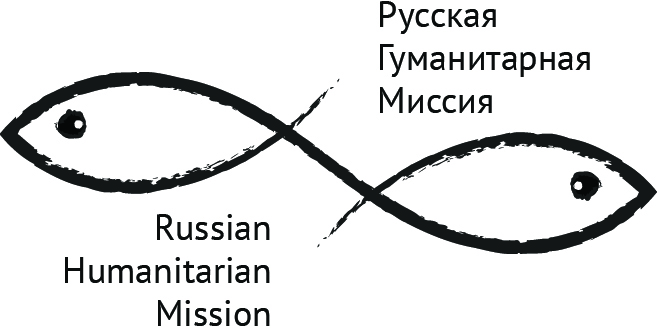 Русская
Гуманитарная
Миссия
Russian
Humanitarian
Mission